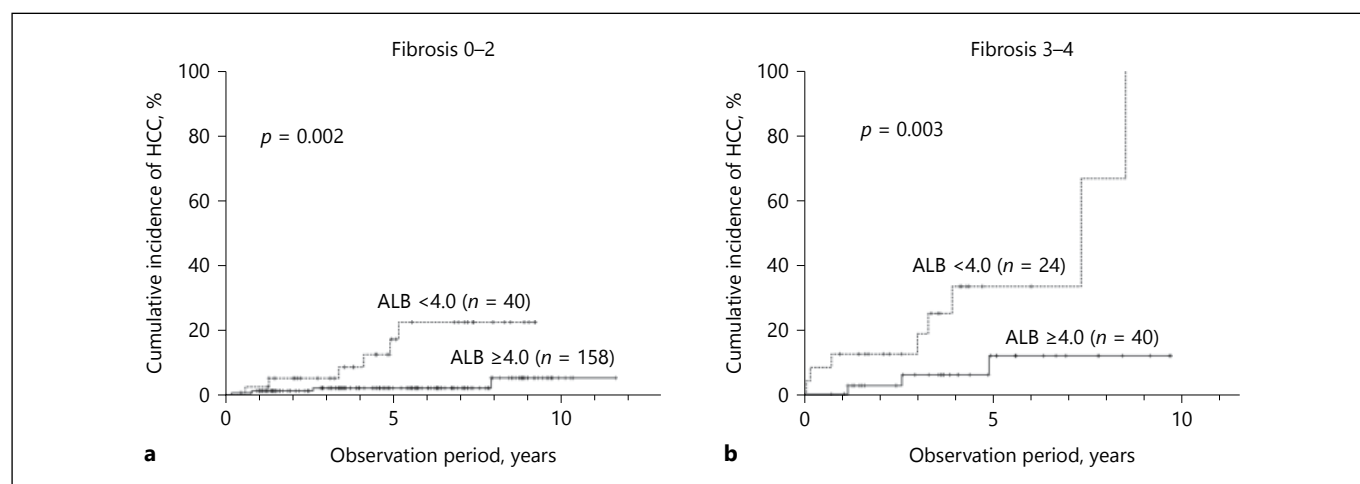 Fibrosis 0–2
100
80
60
40
20
0
Cumulative incidence of HCC, %
p = 0.002
ALB <4.0 (n = 40)
ALB ≥4.0 (n = 158)
0 5 10
Observation period, years
a
Fibrosis 3–4
100
80
60
40
20
0
Cumulative incidence of HCC, %
p = 0.003
ALB <4.0 (n = 24)
ALB ≥4.0 (n = 40)
0 5 10
Observation period, years
b